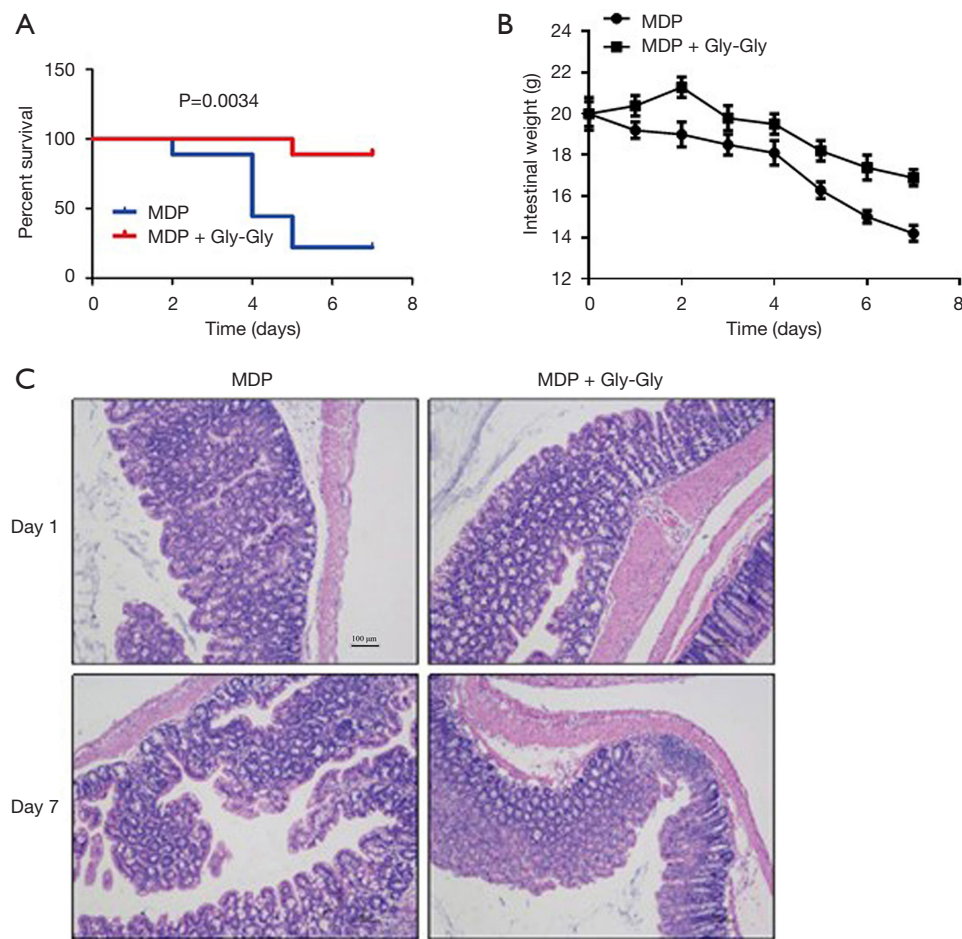 A
150
100
50
0
Percent survival
P=0.0034
MDP
MDP + Gly-Gly
0 2 4 6 8
Time (days)
B
24
22
20
18
16
14
12
Intestinal weight (g)
MDP
MDP + Gly-Gly
0 2 4 6 8
Time (days)
C
MDP MDP + Gly-Gly
Day 1
100 μm
Day 7